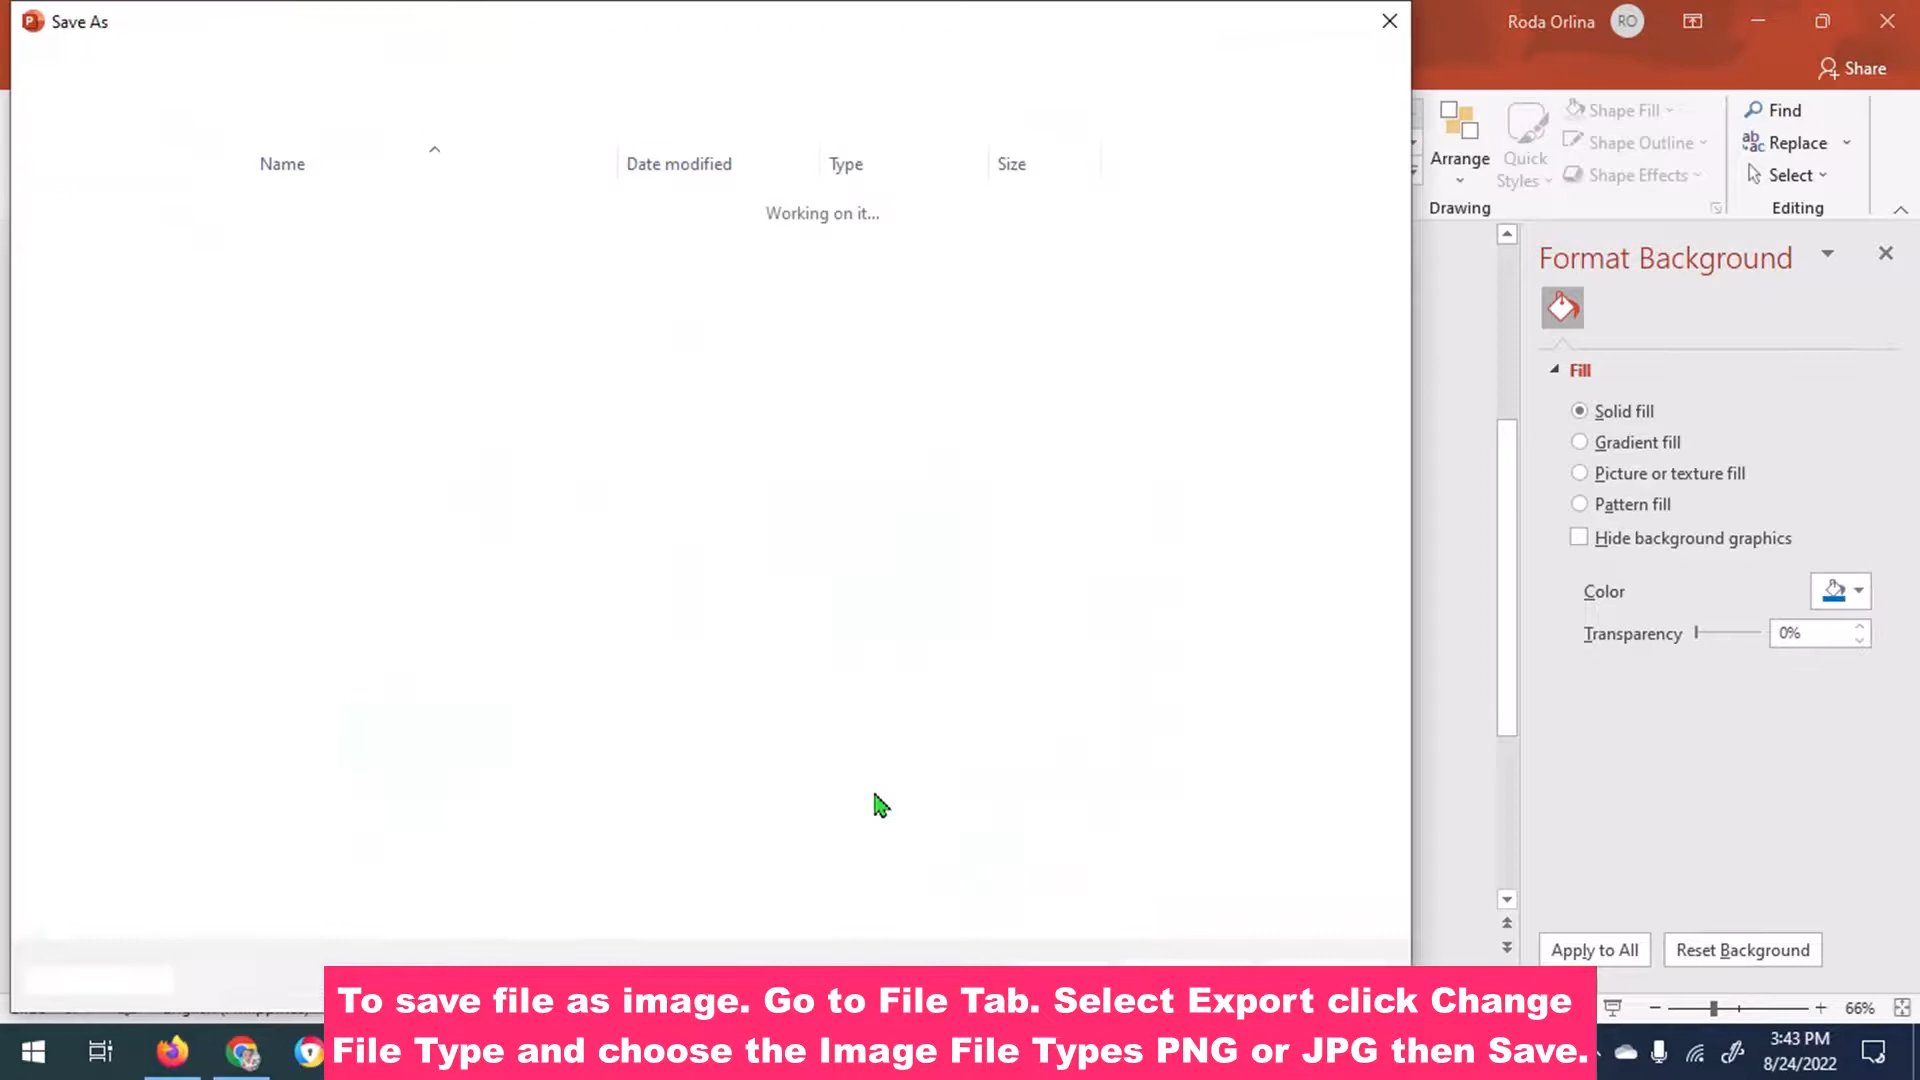 Save As
Roda Orlina RO
Share
Name Date modified Type Size
Working on it...
Arrange
Quick
Styles
Shape Fill
Shape Outline
Shape Effects
Drawing
Find
Replace
Select
Editing
Format Background
Fill
Solid fill
Gradient fill
Picture or texture fill
Pattern fill
Hide background graphics
Color
Transparency 0%
Apply to All Reset Background
66%
To save file as image. Go to File Tab. Select Export click Change
File Type and choose the Image File Types PNG or JPG then Save.
3:43 PM
8/24/2022